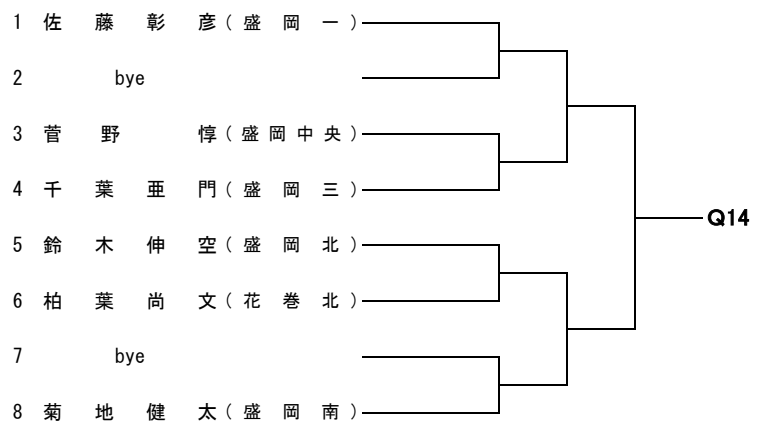 1 佐藤彰彦(盛岡一)
2 bye
3 菅野惇(盛岡中央)
4 千葉亜門(盛岡三)
Q14
5 鈴木伸空(盛岡北)
6 柏葉尚文(花巻北)
7 bye
8 菊地健太(盛岡南)